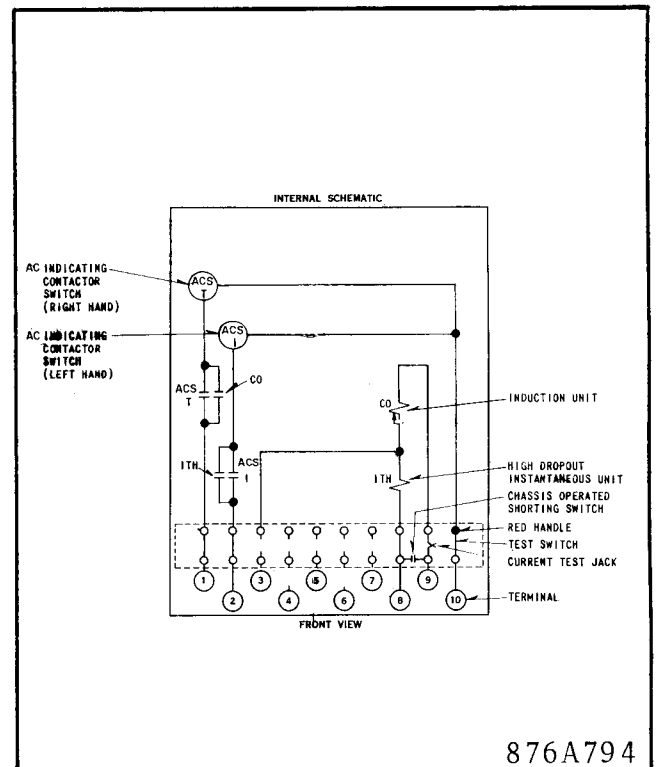 INTERNAL SCHEMATIC
AC INDICATING
CONTACTOR
SWITCH
(RIGHT HAND)
ACS
T
AC INDICATING
CONTACTOR
SWITCH
(LEFT HAND)
ACS
I
ACS
T
CO
CO
INDUCTION UNIT
ITH
ACS
I
ITH
HIGH DROPOUT
INSTANTANEOUS UNIT
CHASSIS OPERATED
SHORTING SWITCH
RED HANDLE
TEST SWITCH
CURRENT TEST JACK
1 3 5 7 9
2 4 6 8 10
TERMINAL
FRONT VIEW
876A794